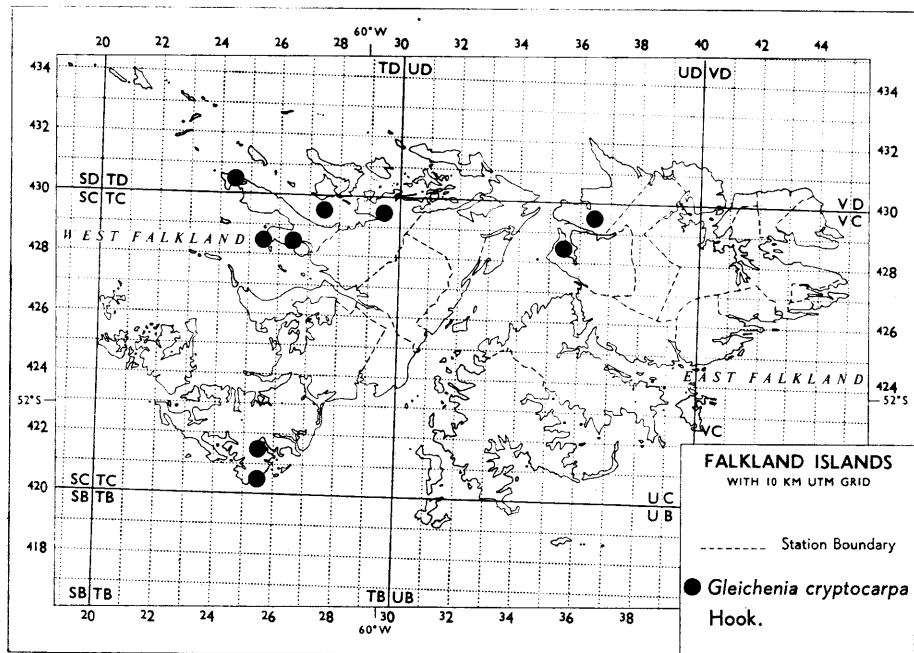 60°W
20 22 24 26 28 30 32 34 36 38 40 42 44
TD UD UD VD
434 434
432 432
430 SD TD VD 430
SC TC VC
WEST FALKLAND
428 428
426 426
424 EAST FALKLAND 424
52°S 52°S
422 VC
SC TC UC
420 SB TB UB
418
SB TB TB UB
20 22 24 26 28 30 32 34 36 38
60°W
FALKLAND ISLANDS
WITH 10 KM UTM GRID
Station Boundary
Gleichenia cryptocarpa
Hook.